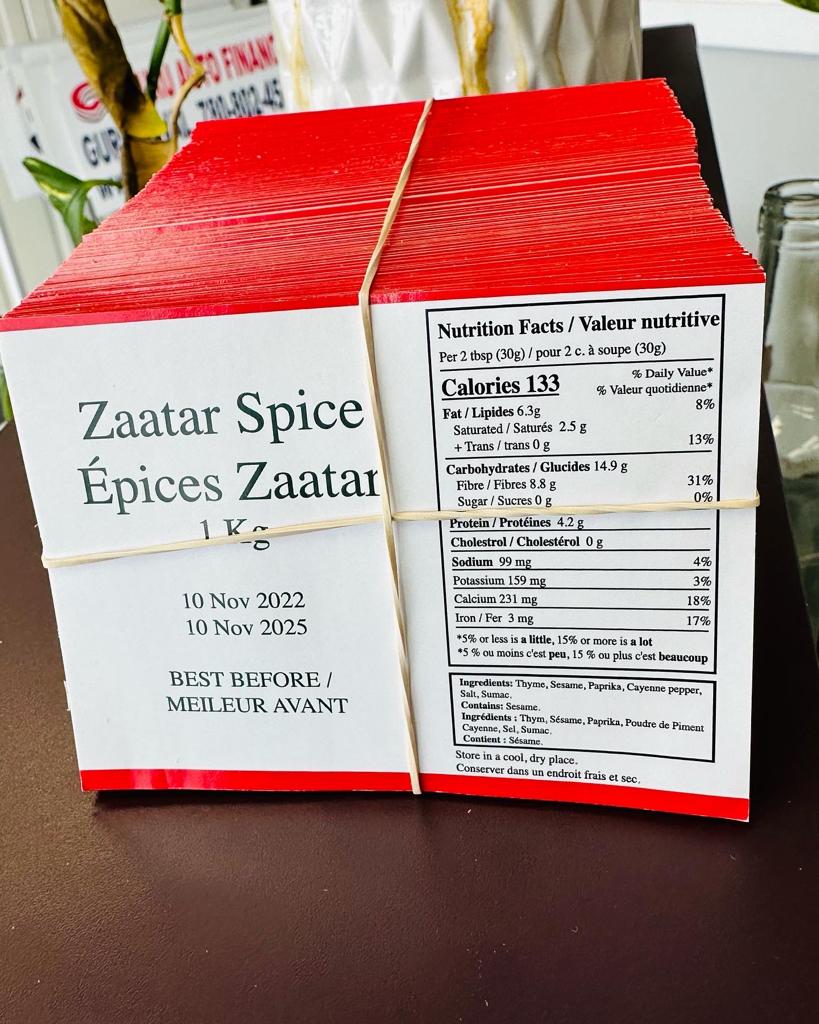 Zaatar Spice
Épices Zaatar
1 Kg
10 Nov 2022
10 Nov 2025
BEST BEFORE /
MEILEUR AVANT
Nutrition Facts / Valeur nutritive
Per 2 tbsp (30g) / pour 2 c. à soupe (30g)
% Daily Value*
Calories 133 % Valeur quotidienne*
Fat / Lipides 6.3g 8%
Saturated / Saturés 2.5 g
+ Trans / trans 0 g 13%
Carbohydrates / Glucides 14.9 g
Fibre / Fibres 8.8 g 31%
Sugar / Sucres 0 g 0%
Protein / Protéines 4.2 g
Cholestrol / Cholestérol 0 g
Sodium 99 mg 4%
Potassium 159 mg 3%
Calcium 231 mg 18%
Iron / Fer 3 mg 17%
*5% or less is a little, 15% or more is a lot
*5 % ou moins c'est peu, 15 % ou plus c'est beaucoup
Ingredients: Thyme, Sesame, Paprika, Cayenne pepper,
Salt, Sumac.
Contains: Sesame.
Ingrédients : Thym, Sésame, Paprika, Poudre de Piment
Cayenne, Sel, Sumac.
Contient : Sésame.
Store in a cool, dry place.
Conserver dans un endroit frais et sec.